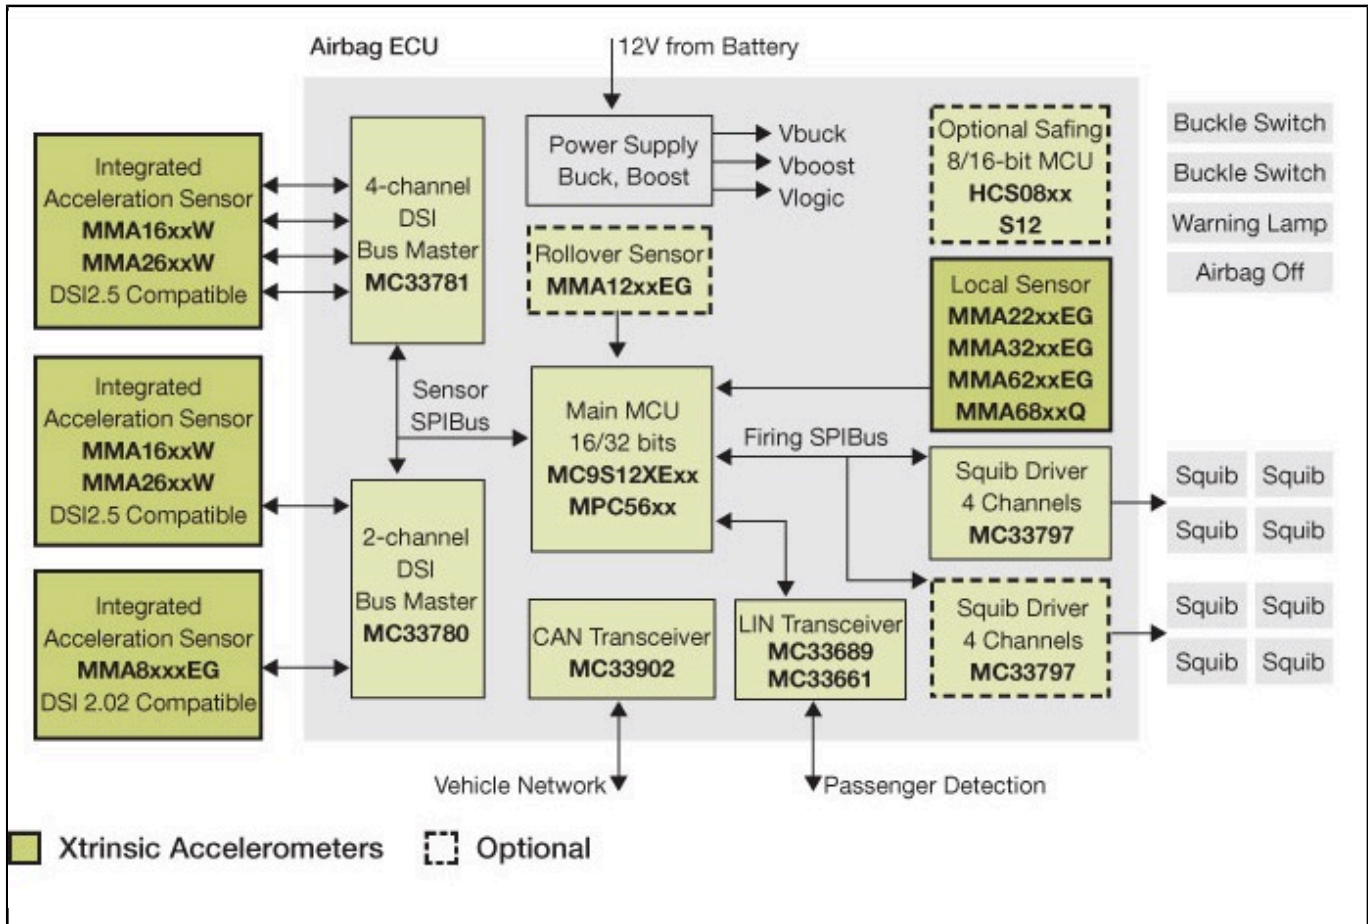 Airbag ECU
12V from Battery
Integrated
Acceleration Sensor
MMA16xxW
MMA26xxW
DSI2.5 Compatible
Integrated
Acceleration Sensor
MMA16xxW
MMA26xxW
DSI2.5 Compatible
Integrated
Acceleration Sensor
MMA8xxxEG
DSI 2.02 Compatible
4-channel
DSI
Bus Master
MC33781
Sensor
SPIBus
2-channel
DSI
Bus Master
MC33780
Power Supply
Buck, Boost
Vbuck
Vboost
Vlogic
Rollover Sensor
MMA12xxEG
Main MCU
16/32 bits
MC9S12XExx
MPC56xx
CAN Transceiver
MC33902
LIN Transceiver
MC33689
MC33661
Optional Safing
8/16-bit MCU
HCS08xx
S12
Local Sensor
MMA22xxEG
MMA32xxEG
MMA62xxEG
MMA68xxQ
Firing SPIBus
Squib Driver
4 Channels
MC33797
Squib Driver
4 Channels
MC33797
Buckle Switch
Buckle Switch
Warning Lamp
Airbag Off
Squib Squib
Squib Squib
Squib Squib
Squib Squib
Vehicle Network
Passenger Detection
Xtrinsic Accelerometers
Optional